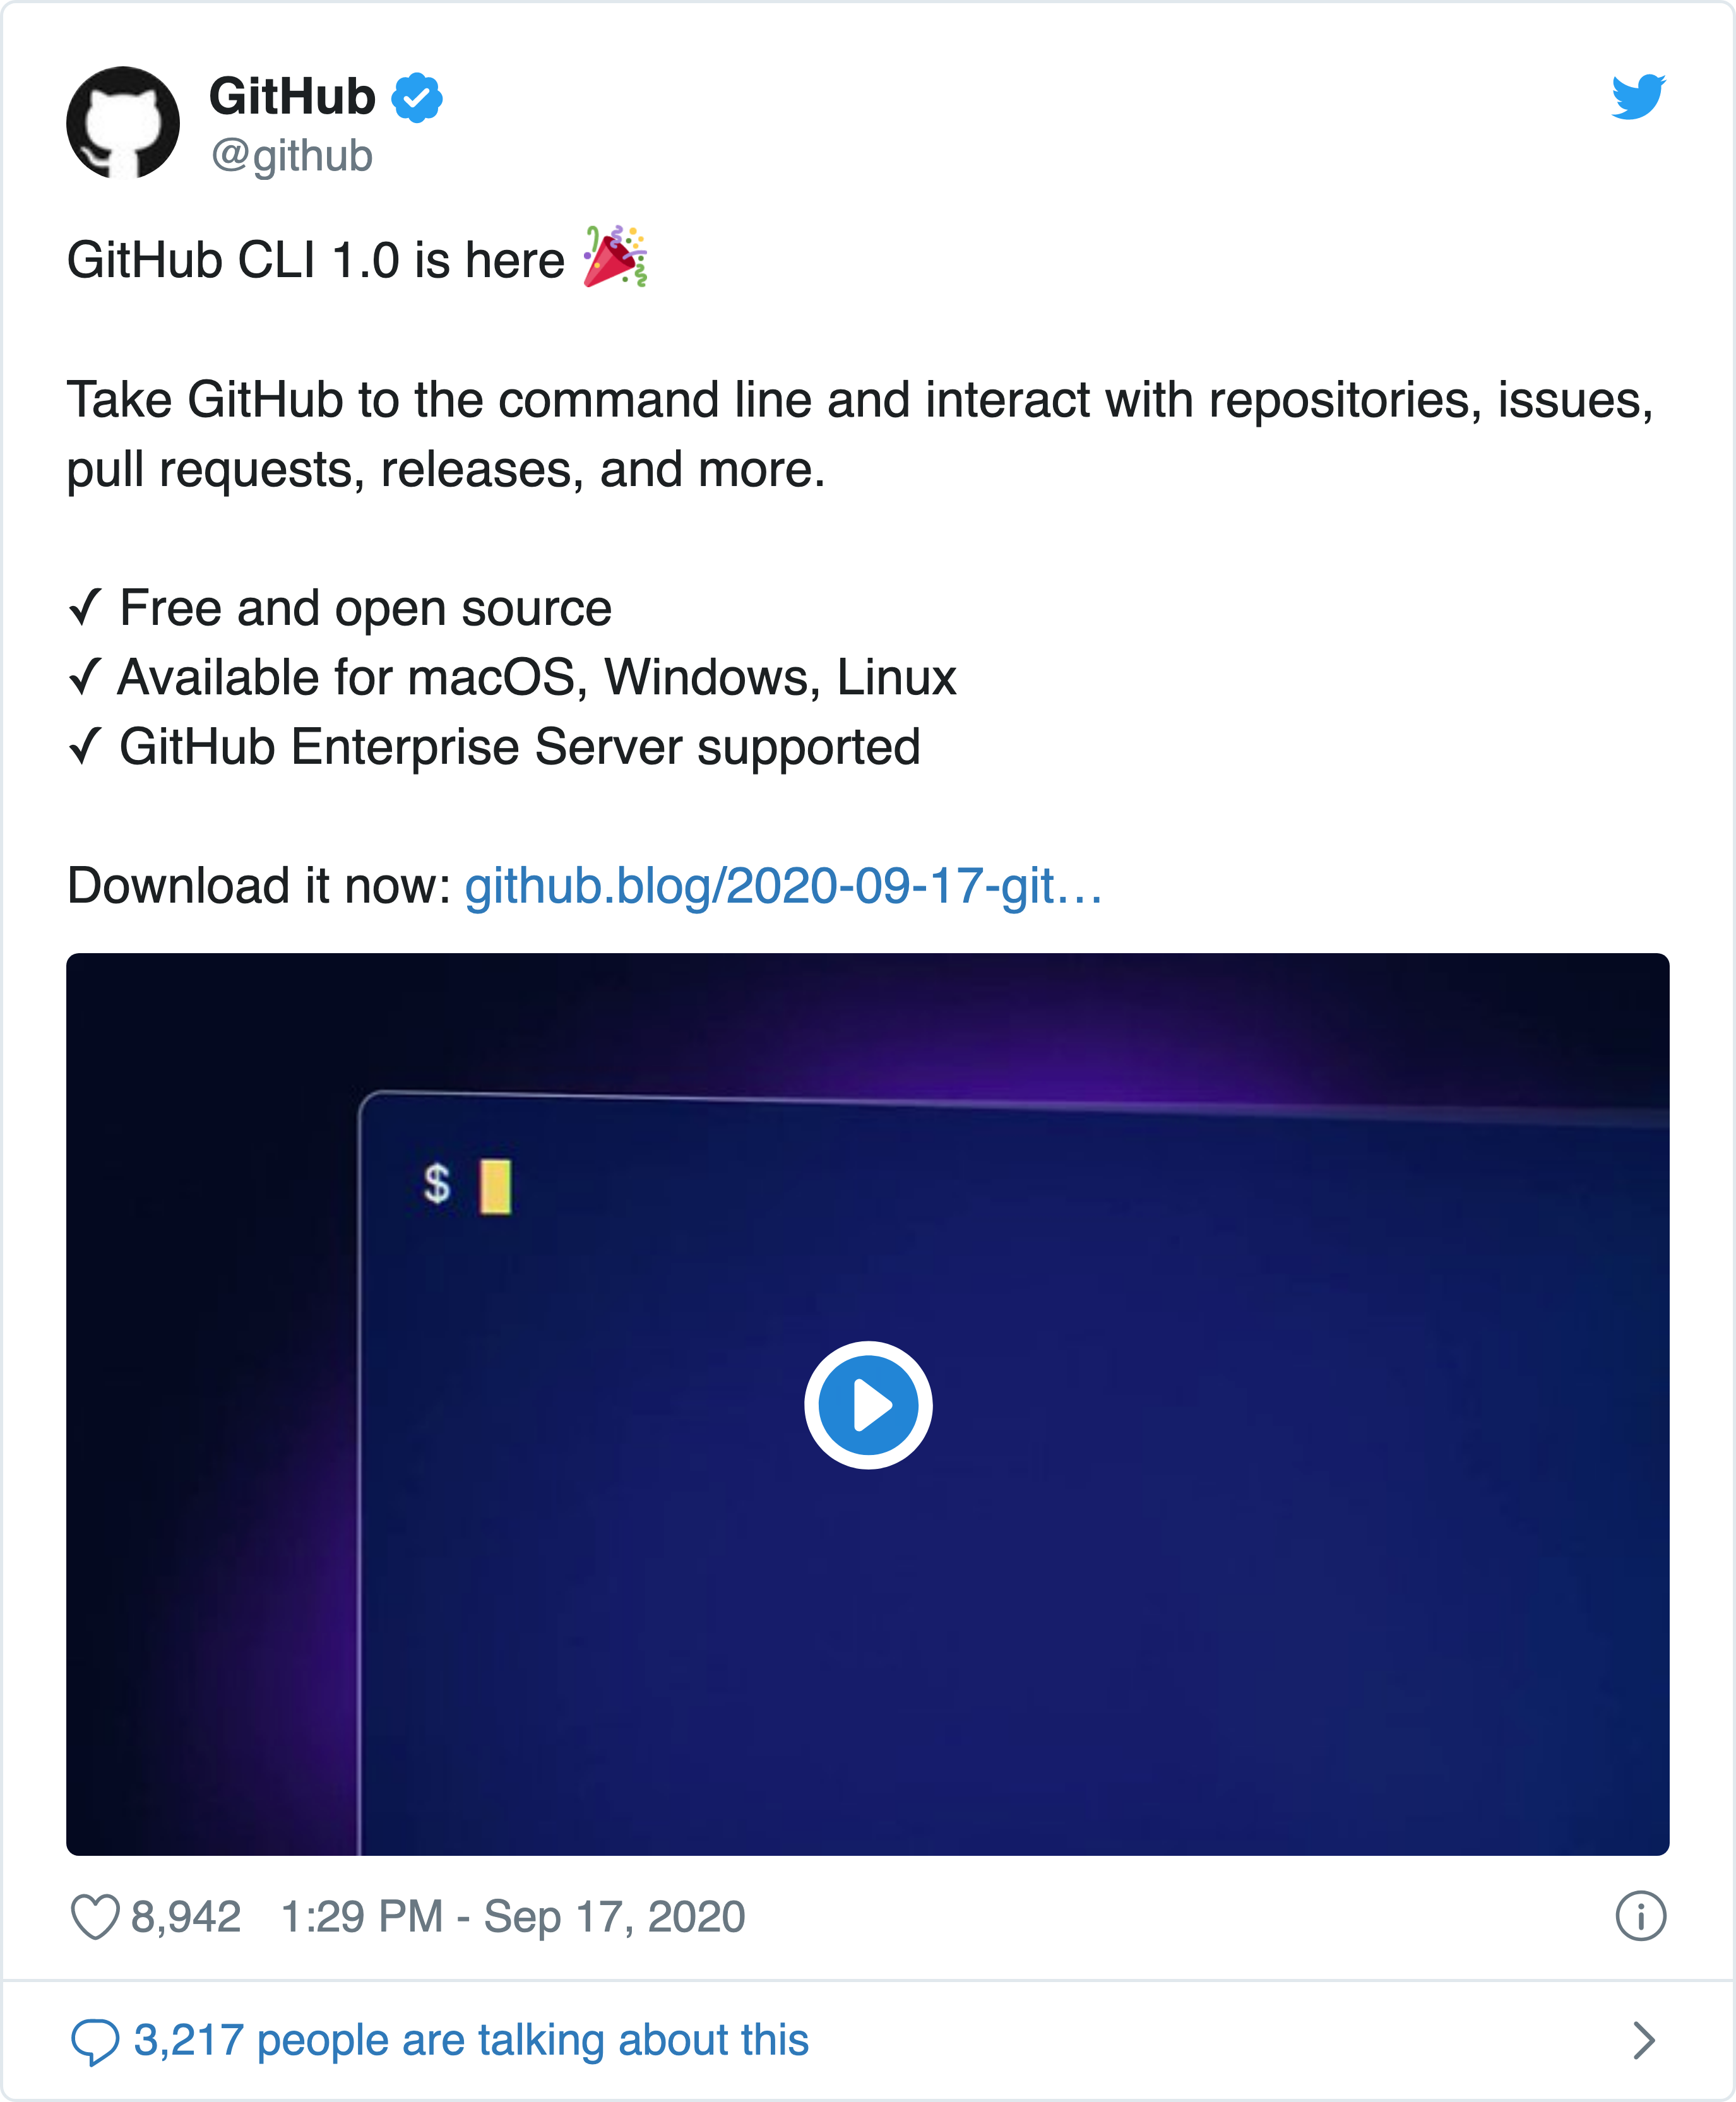 GitHub
@github
GitHub CLI 1.0 is here 🎉
Take GitHub to the command line and interact with repositories, issues,
pull requests, releases, and more.
✓ Free and open source
✓ Available for macOS, Windows, Linux
✓ GitHub Enterprise Server supported
Download it now: github.blog/2020-09-17-git…
$
8,942 1:29 PM - Sep 17, 2020
3,217 people are talking about this